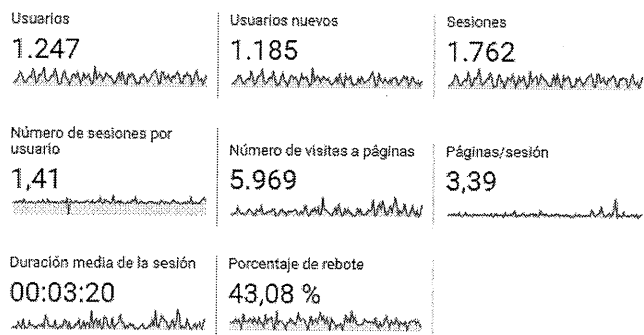 Usuarios
1.247
Usuarios nuevos
1.185
Sesiones
1.762
Número de sesiones por
usuario
1,41
Número de visitas a páginas
5.969
Páginas/sesión
3,39
Duración media de la sesión
00:03:20
Porcentaje de rebote
43,08 %